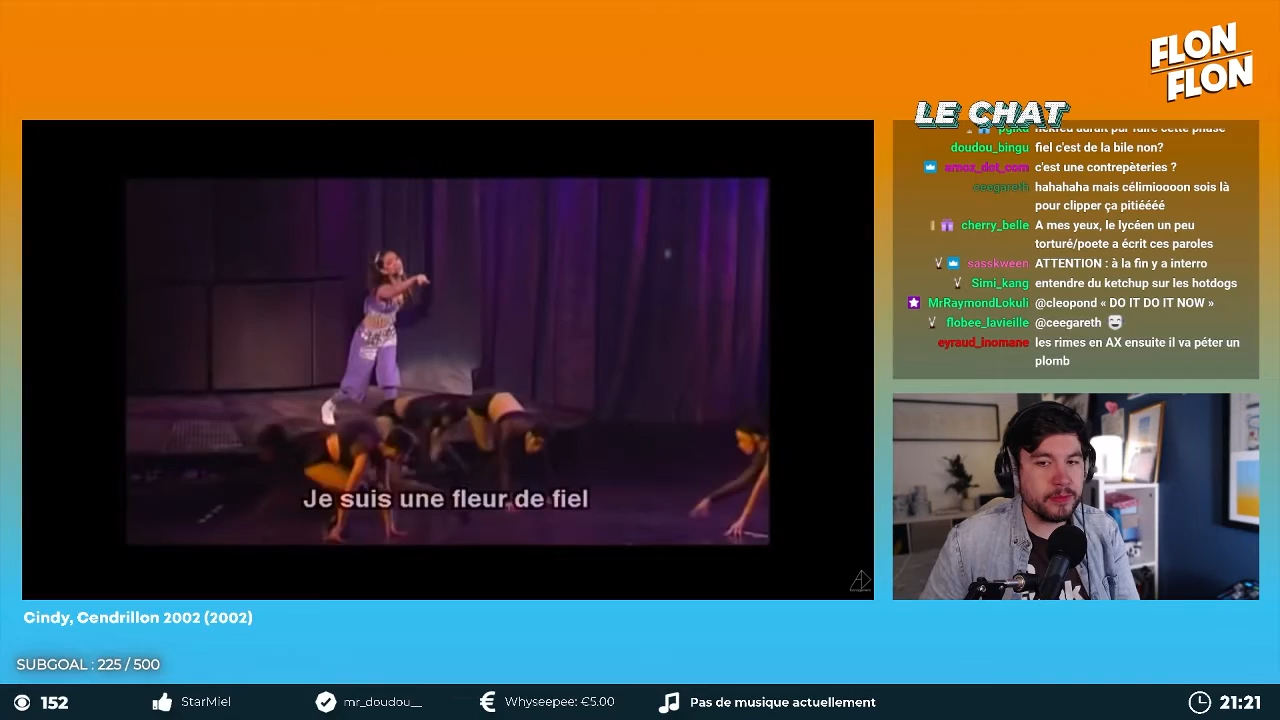 FLON
FLON
LE CHAT
doudou_bingu fiel c'est de la bile non?
amoz_dot_com c'est une contrepèteries ?
ceegareth hahahaha mais célimioooon sois là
pour clipper ça pitiéééé
cherry_belle A mes yeux, le lycéen un peu
torturé/poete a écrit ces paroles
sasskween ATTENTION : à la fin y a interro
Simi_kang entendre du ketchup sur les hotdogs
MrRaymondLokuli @cleopond « DO IT DO IT NOW »
flobee_lavieille @ceegareth
eyraud_inomane les rimes en AX ensuite il va péter un
plomb
Je suis une fleur de fiel
Cindy, Cendrillon 2002 (2002)
SUBGOAL : 225 / 500
152 StarMiel mr_doudou__ Whyseepee: €5.00 Pas de musique actuellement 21:21